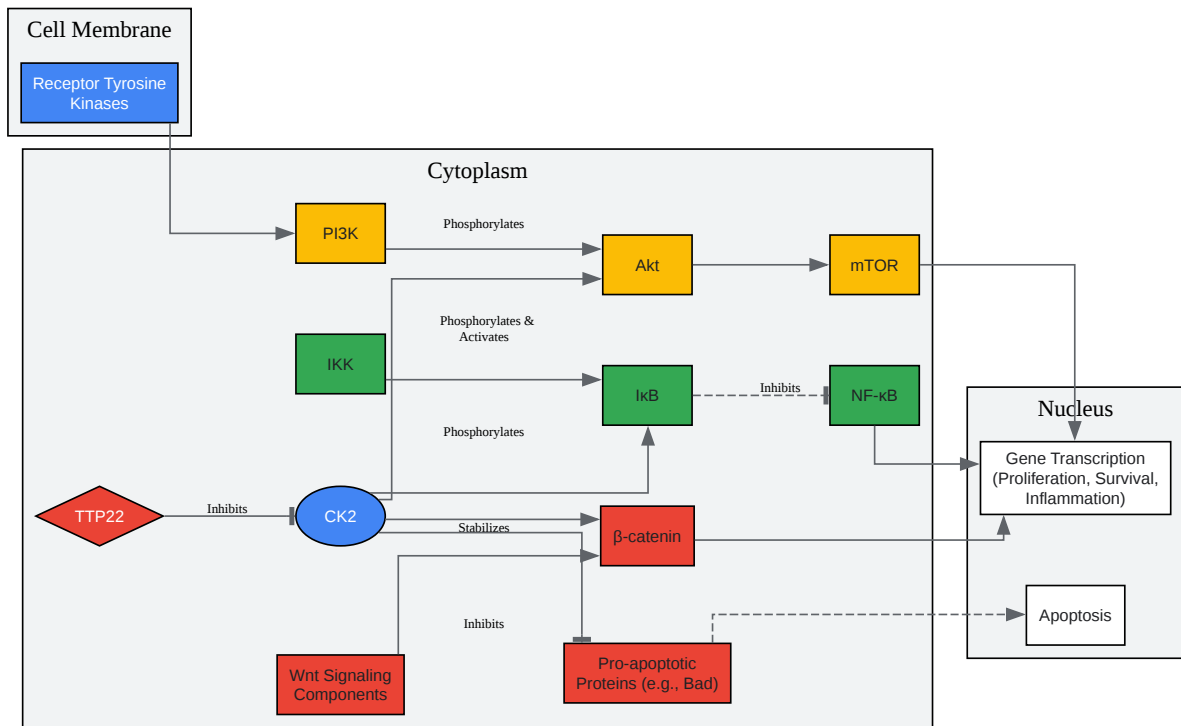 Cell Membrane
Receptor Tyrosine
Kinases
Cytoplasm
PI3K
Phosphorylates
Akt
mTOR
Phosphorylates &
Activates
IKK
IκB
Inhibits
NF-κB
Nucleus
Phosphorylates
Gene Transcription
(Proliferation, Survival,
Inflammation)
TTP22
Inhibits
CK2
Stabilizes
β-catenin
Apoptosis
Inhibits
Wnt Signaling
Components
Pro-apoptotic
Proteins (e.g., Bad)